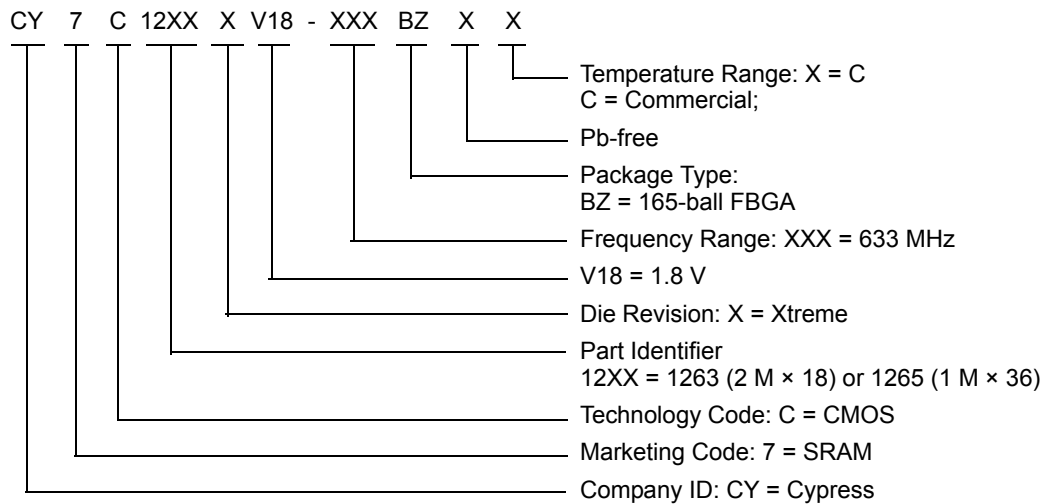 CY 7 C 12XX X V18 - XXX BZ X X
Temperature Range: X = C
C = Commercial;
Pb-free
Package Type:
BZ = 165-ball FBGA
Frequency Range: XXX = 633 MHz
V18 = 1.8 V
Die Revision: X = Xtreme
Part Identifier
12XX = 1263 (2 M × 18) or 1265 (1 M × 36)
Technology Code: C = CMOS
Marketing Code: 7 = SRAM
Company ID: CY = Cypress